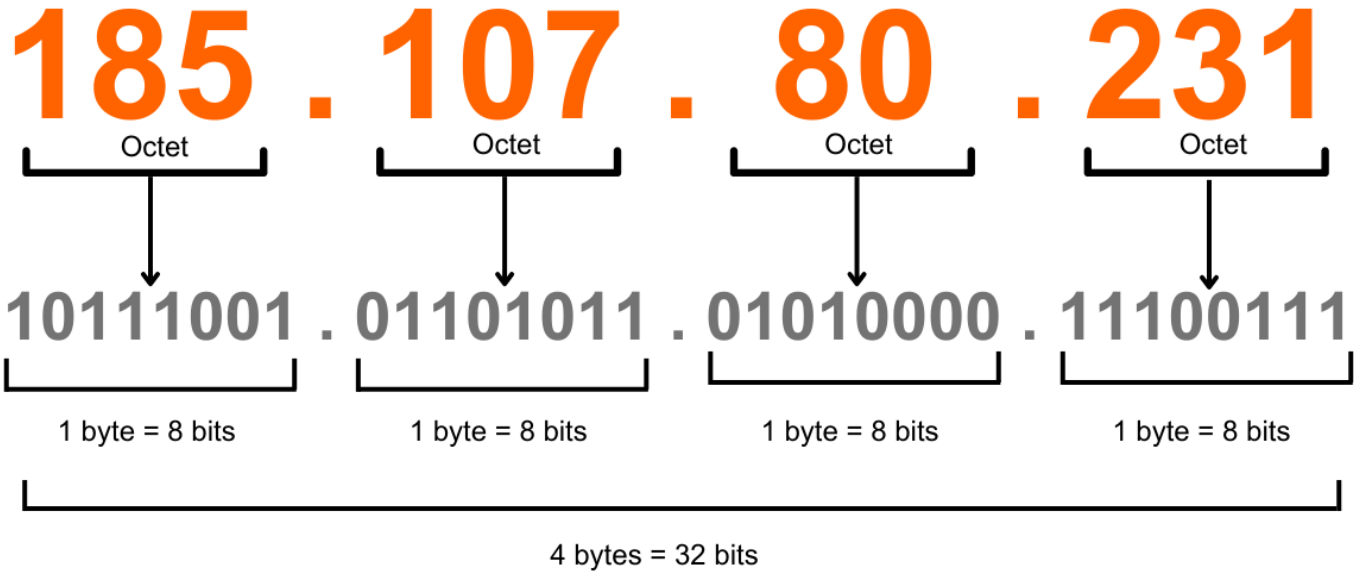 185 . 107 . 80 . 231
Octet Octet Octet Octet
10111001 . 01101011 . 01010000 . 11100111
1 byte = 8 bits 1 byte = 8 bits 1 byte = 8 bits 1 byte = 8 bits
4 bytes = 32 bits